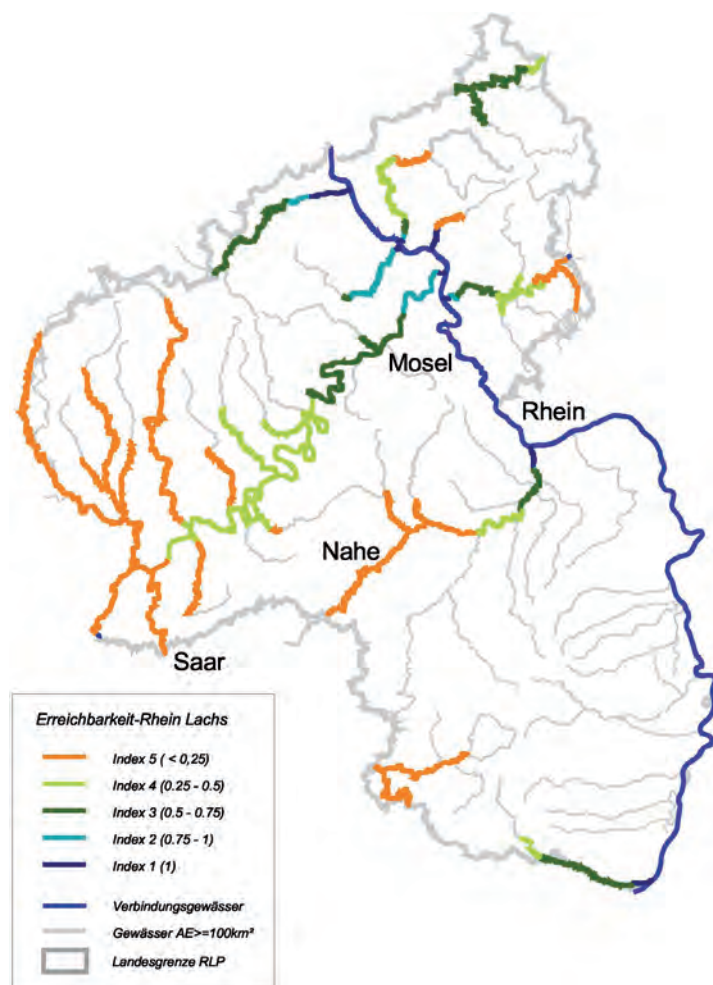 Mosel
Rhein
Nahe
Saar
Erreichbarkeit-Rhein Lachs
Index 5 ( < 0,25)
Index 4 (0.25 - 0.5)
Index 3 (0.5 - 0.75)
Index 2 (0.75 - 1)
Index 1 (1)
Verbindungsgewässer
Gewässer AE>=100km²
Landesgrenze RLP